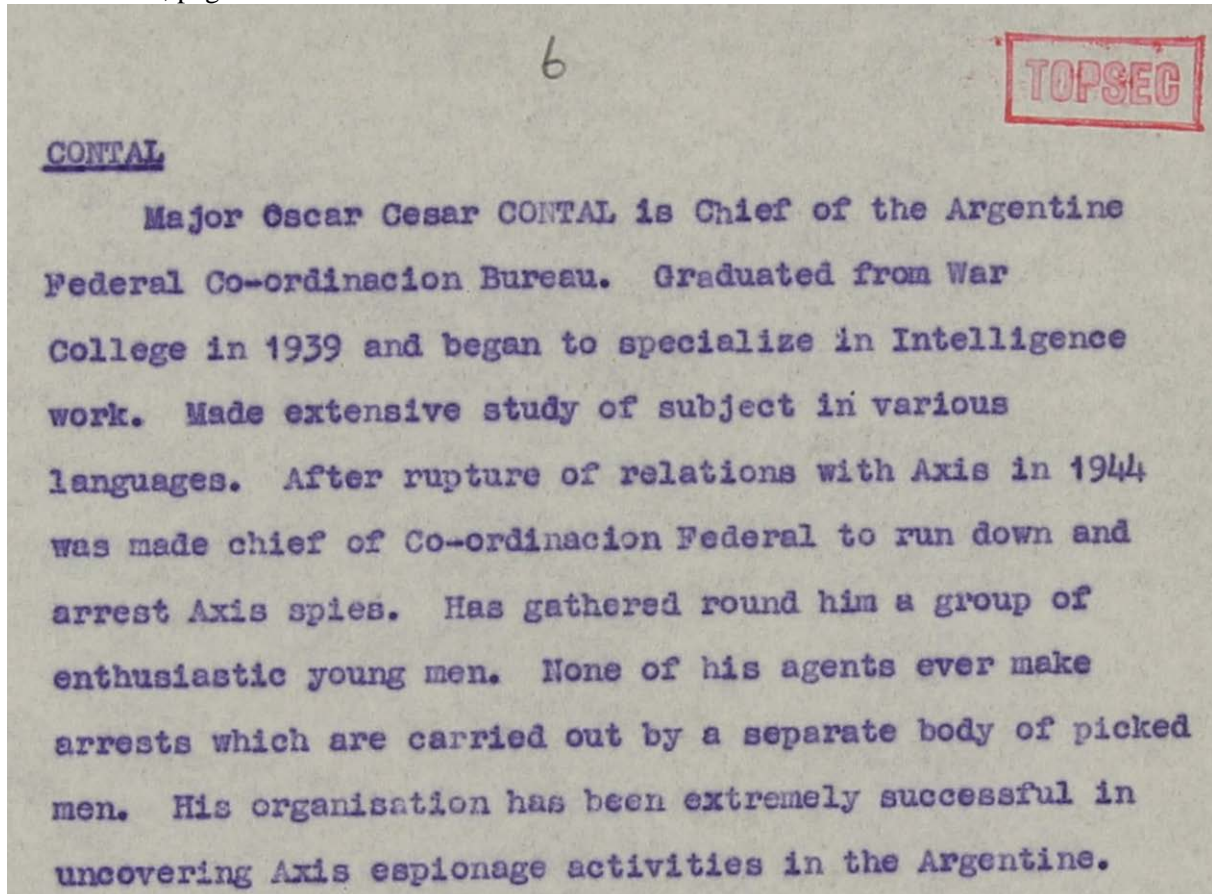 6
TOPSEC
CONTAL
Major Oscar Cesar CONTAL is Chief of the Argentine
Federal Co-ordinacion Bureau. Graduated from War
College in 1939 and began to specialize in Intelligence
work. Made extensive study of subject in various
languages. After rupture of relations with Axis in 1944
was made chief of Co-ordinacion Federal to run down and
arrest Axis spies. Has gathered round him a group of
enthusiastic young men. None of his agents ever make
arrests which are carried out by a separate body of picked
men. His organisation has been extremely successful in
uncovering Axis espionage activities in the Argentine.